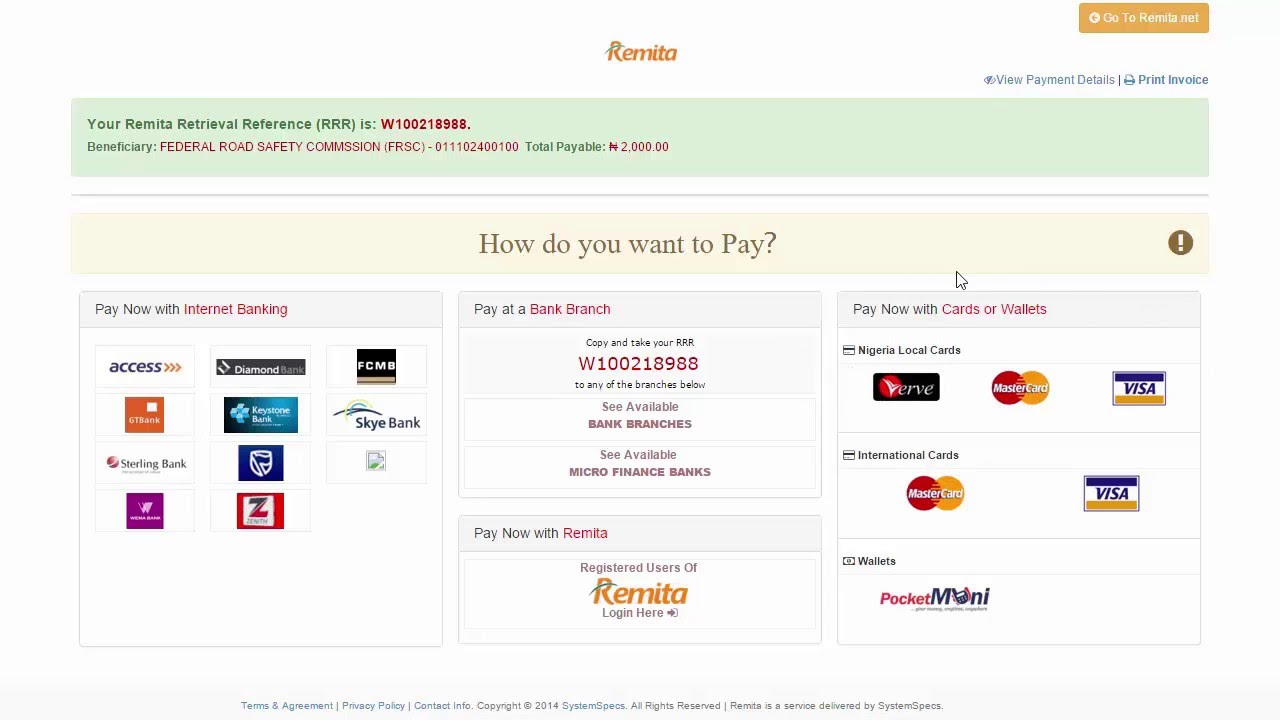 Go To Remita.net
Remita
View Payment Details | Print Invoice
Your Remita Retrieval Reference (RRR) is: W100218988.
Beneficiary: FEDERAL ROAD SAFETY COMMSSION (FRSC) - 011102400100 Total Payable: ₦ 2,000.00
How do you want to Pay?
Pay Now with Internet Banking
access
Diamond Bank
FCMB
GTBank
Keystone Bank
Skye Bank
Sterling Bank
WEMA BANK
ZENITH
Pay at a Bank Branch
Copy and take your RRR
W100218988
to any of the branches below
See Available
BANK BRANCHES
See Available
MICRO FINANCE BANKS
Pay Now with Remita
Registered Users Of
Remita
Login Here
Pay Now with Cards or Wallets
Nigeria Local Cards
Verve
MasterCard
VISA
International Cards
MasterCard
VISA
Wallets
PocketMoni
...your money, anytime, anywhere
Terms & Agreement | Privacy Policy | Contact Info. Copyright © 2014 SystemSpecs. All Rights Reserved | Remita is a service delivered by SystemSpecs.